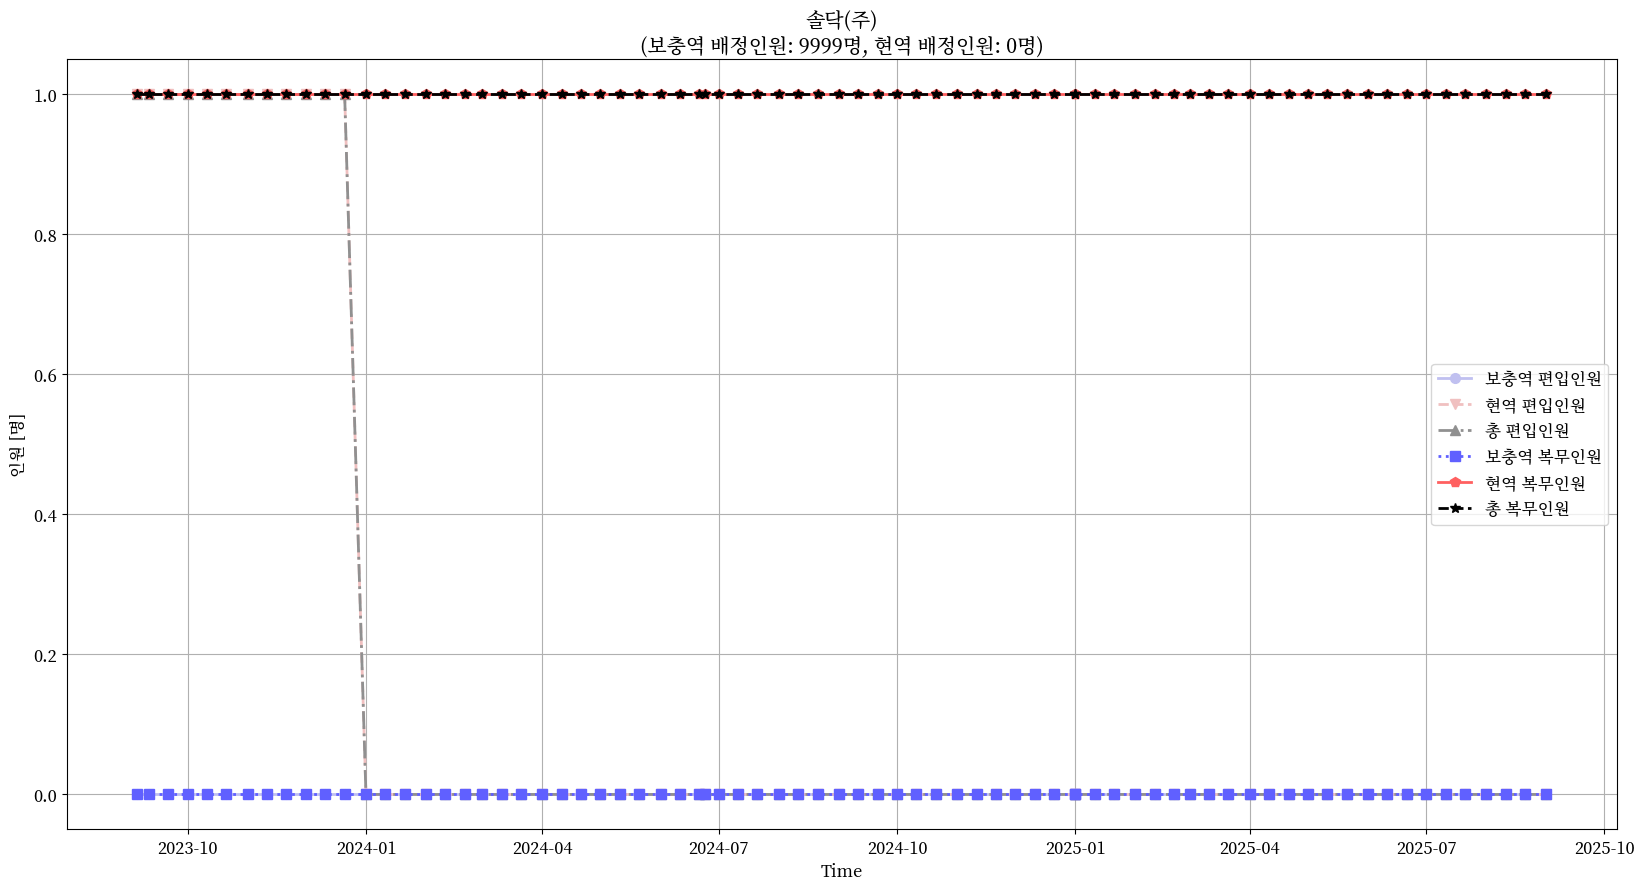 솔닥(주)
(보충역 배정인원: 9999명, 현역 배정인원: 0명)
인원 [명]
1.0
0.8
0.6
0.4
0.2
0.0
보충역 편입인원
현역 편입인원
총 편입인원
보충역 복무인원
현역 복무인원
총 복무인원
2023-10 2024-01 2024-04 2024-07 2024-10 2025-01 2025-04 2025-07 2025-10
Time